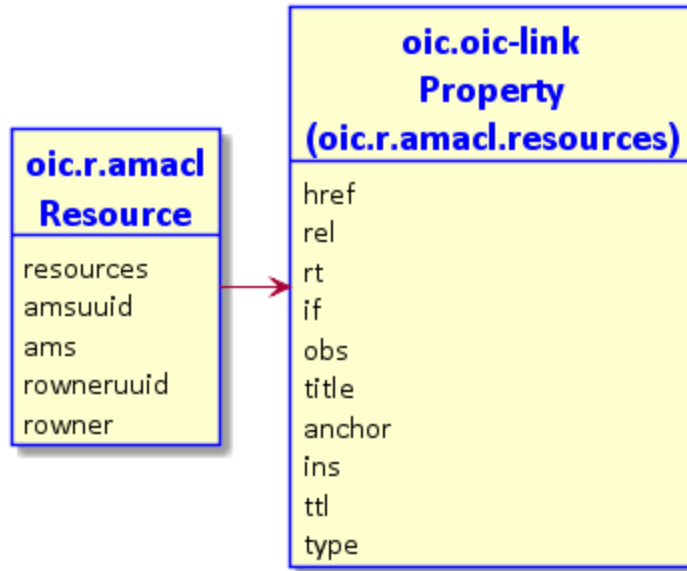 oic.r.amacl
Resource
resources
amsuuid
ams
rowneruuid
rowner
oic.oic-link
Property
(oic.r.amacl.resources)
href
rel
rt
if
obs
title
anchor
ins
ttl
type